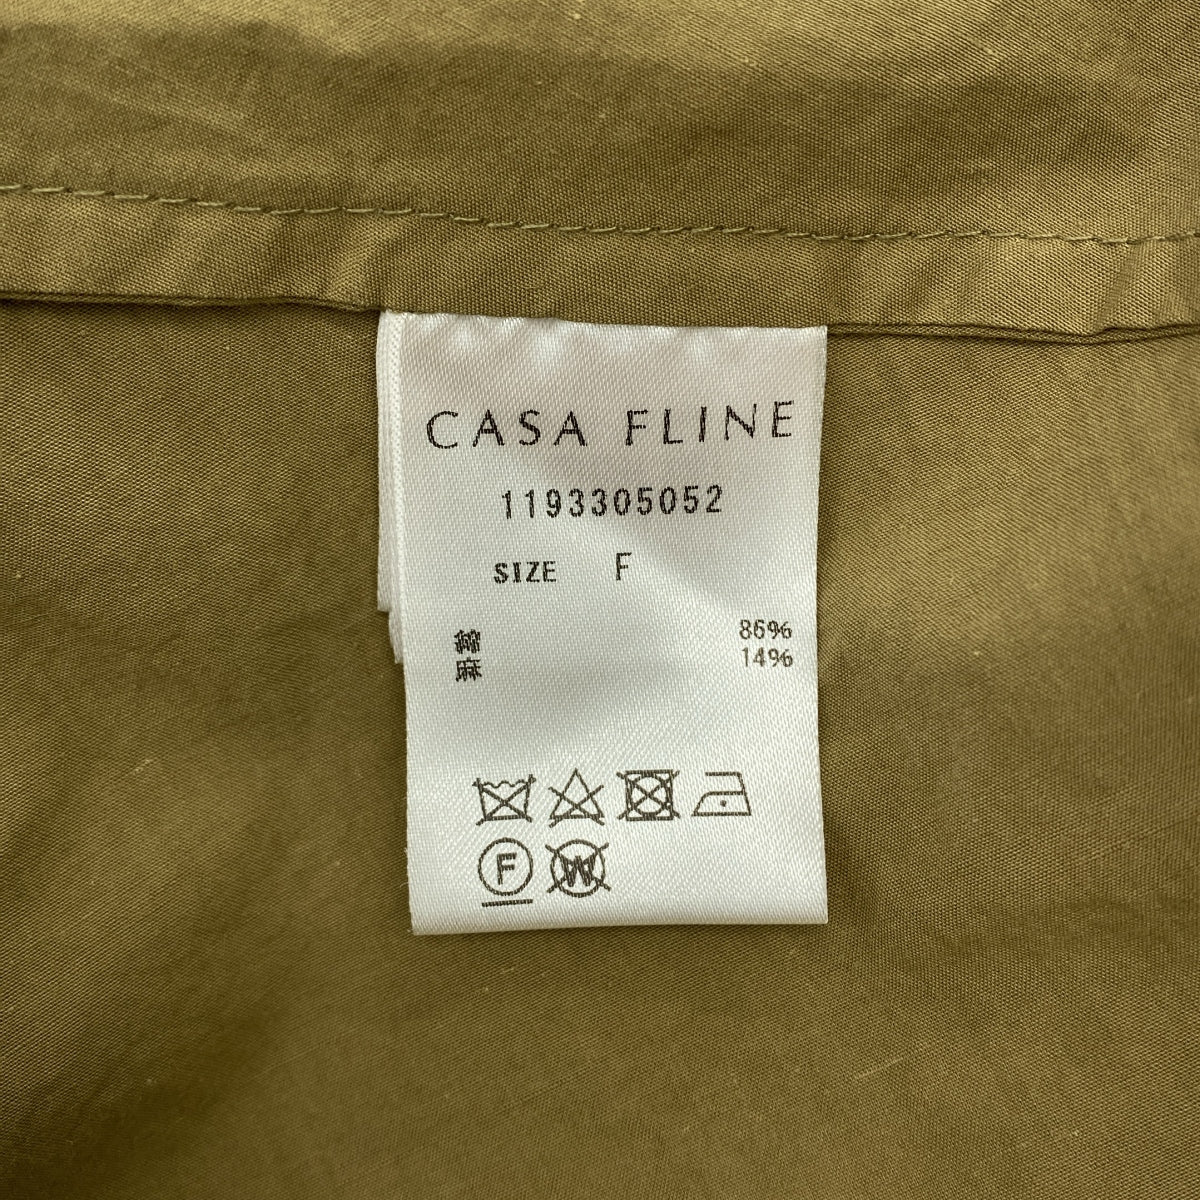 CASA FLINE
1193305052
SIZE F
綿 86%
麻 14%
F W